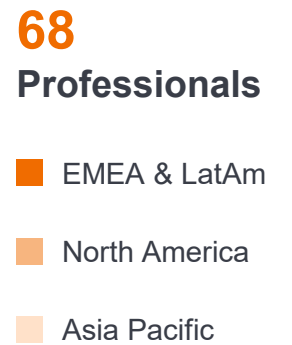 68
Professionals
EMEA & LatAm
North America
Asia Pacific